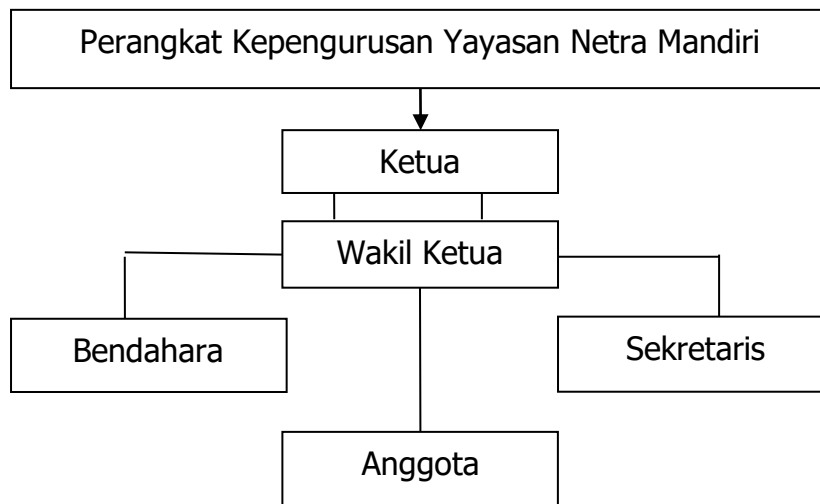 Perangkat Kepengurusan Yayasan Netra Mandiri
Ketua
Wakil Ketua
Bendahara
Sekretaris
Anggota